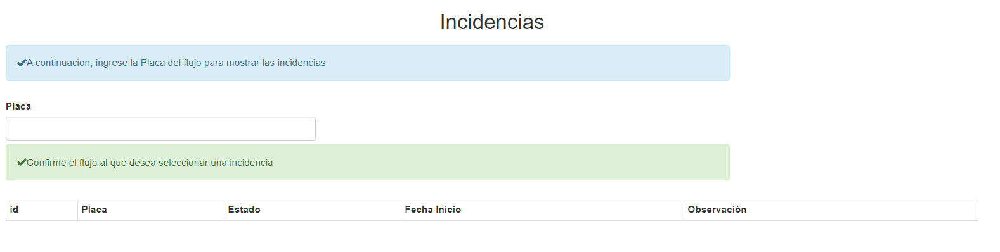 Incidencias
A continuacion, ingrese la Placa del flujo para mostrar las incidencias
Placa
Confirme el flujo al que desea seleccionar una incidencia
id Placa Estado Fecha Inicio Observación